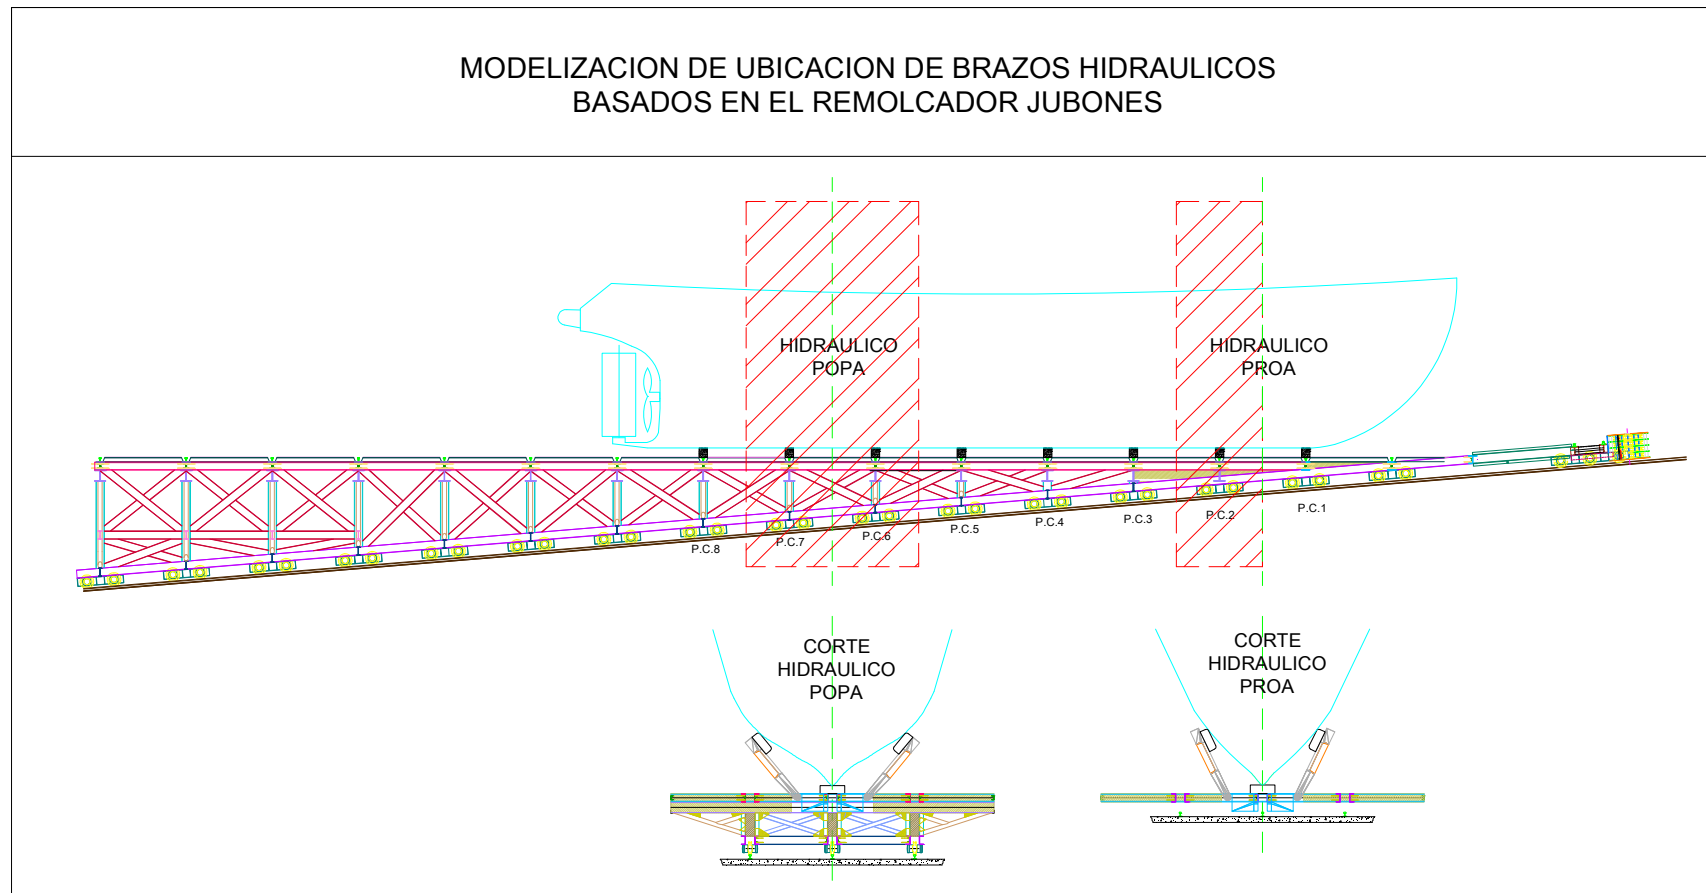 MODELIZACION DE UBICACION DE BRAZOS HIDRAULICOS
BASADOS EN EL REMOLCADOR JUBONES
HIDRAULICO
POPA
HIDRAULICO
PROA
P.C.8
P.C.7
P.C.6
P.C.5
P.C.4
P.C.3
P.C.2
P.C.1
CORTE
HIDRAULICO
POPA
CORTE
HIDRAULICO
PROA